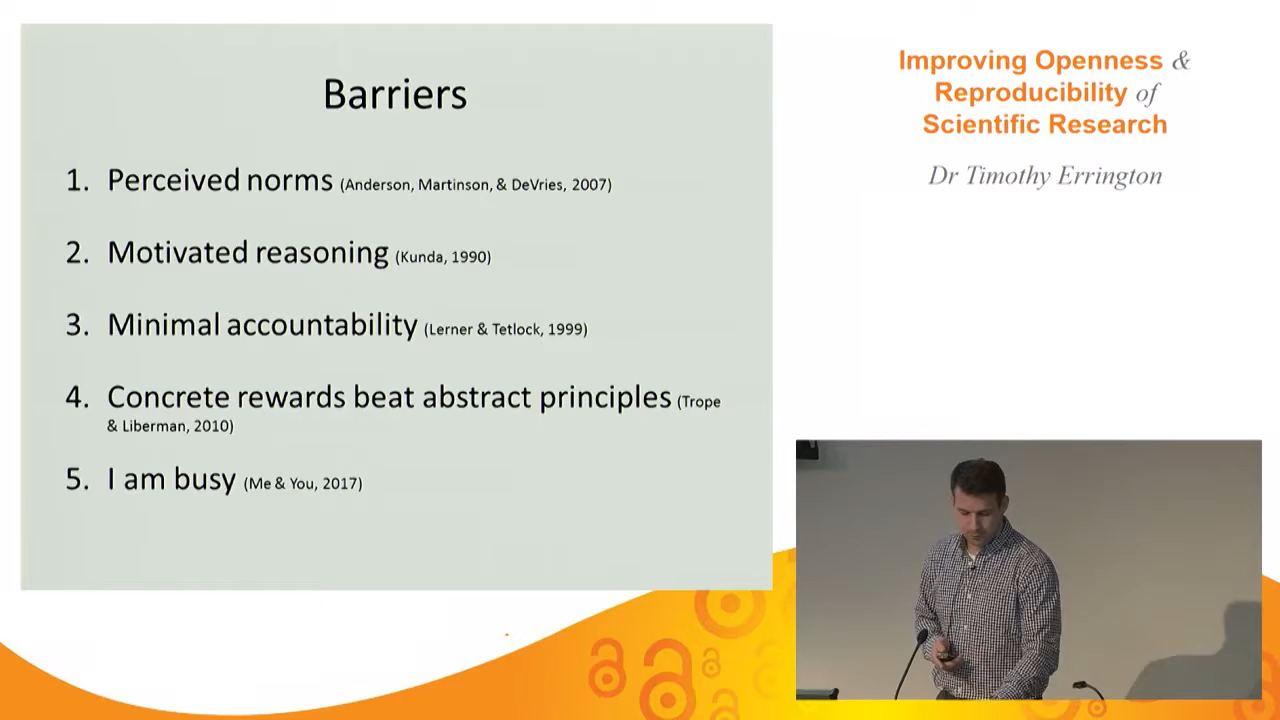 Barriers
1. Perceived norms (Anderson, Martinson, & DeVries, 2007)
2. Motivated reasoning (Kunda, 1990)
3. Minimal accountability (Lerner & Tetlock, 1999)
4. Concrete rewards beat abstract principles (Trope
& Liberman, 2010)
5. I am busy (Me & You, 2017)
Improving Openness &
Reproducibility of
Scientific Research
Dr Timothy Errington